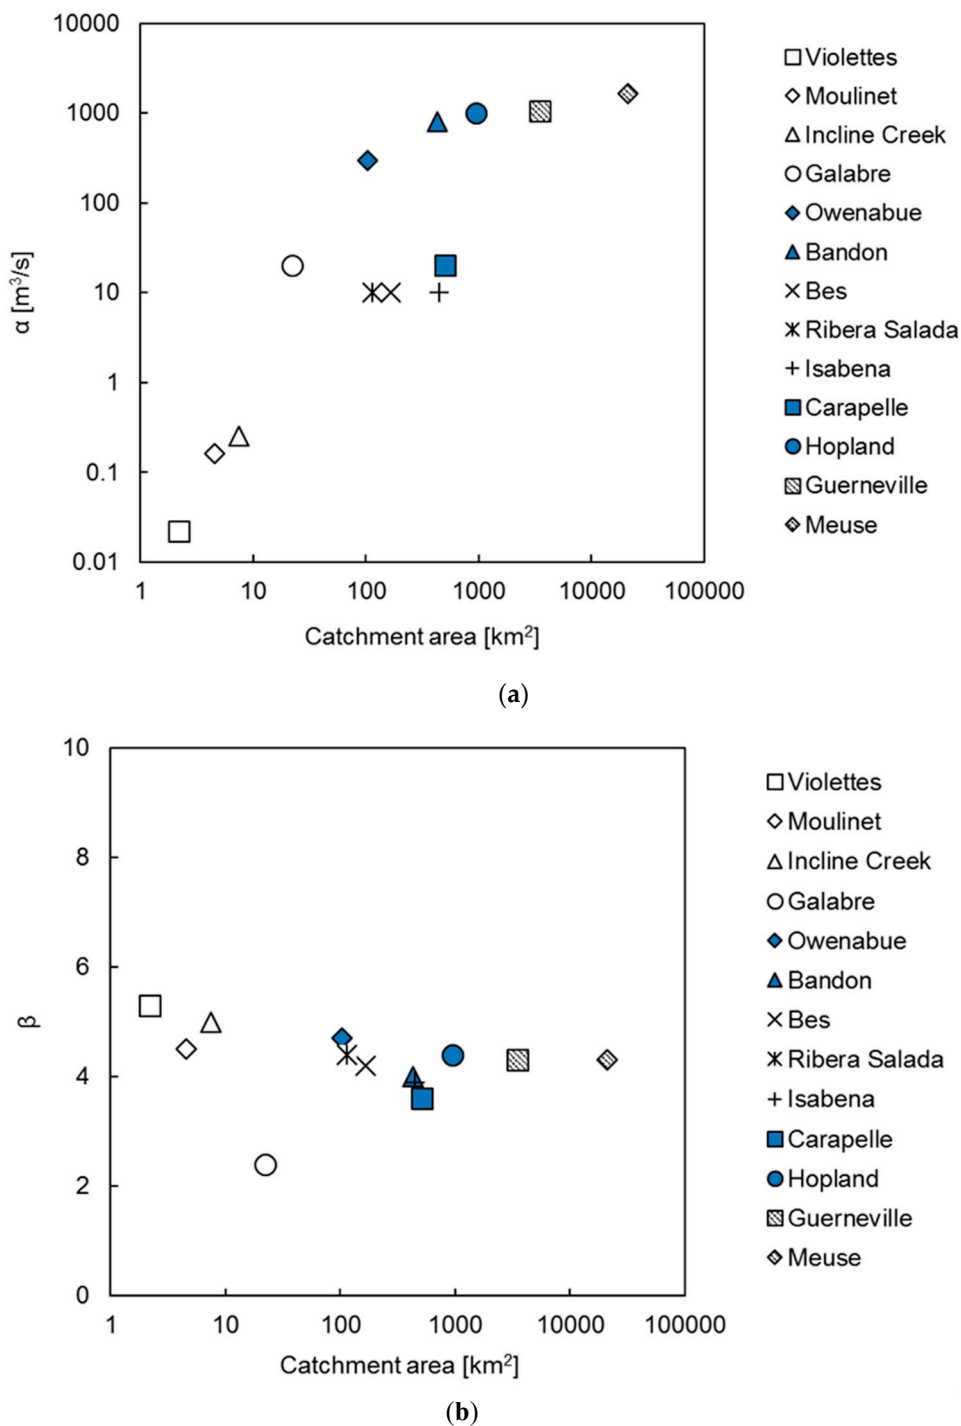 10000
1000
100
10
1
0.1
0.01
α [m³/s]
1 10 100 1000 10000 100000
Catchment area [km²]
Violettes
Moulinet
Incline Creek
Galabre
Owenabue
Bandon
Bes
Ribera Salada
Isabena
Carapelle
Hopland
Guerneville
Meuse
(a)
10
8
6
4
2
0
β
1 10 100 1000 10000 100000
Catchment area [km²]
Violettes
Moulinet
Incline Creek
Galabre
Owenabue
Bandon
Bes
Ribera Salada
Isabena
Carapelle
Hopland
Guerneville
Meuse
(b)